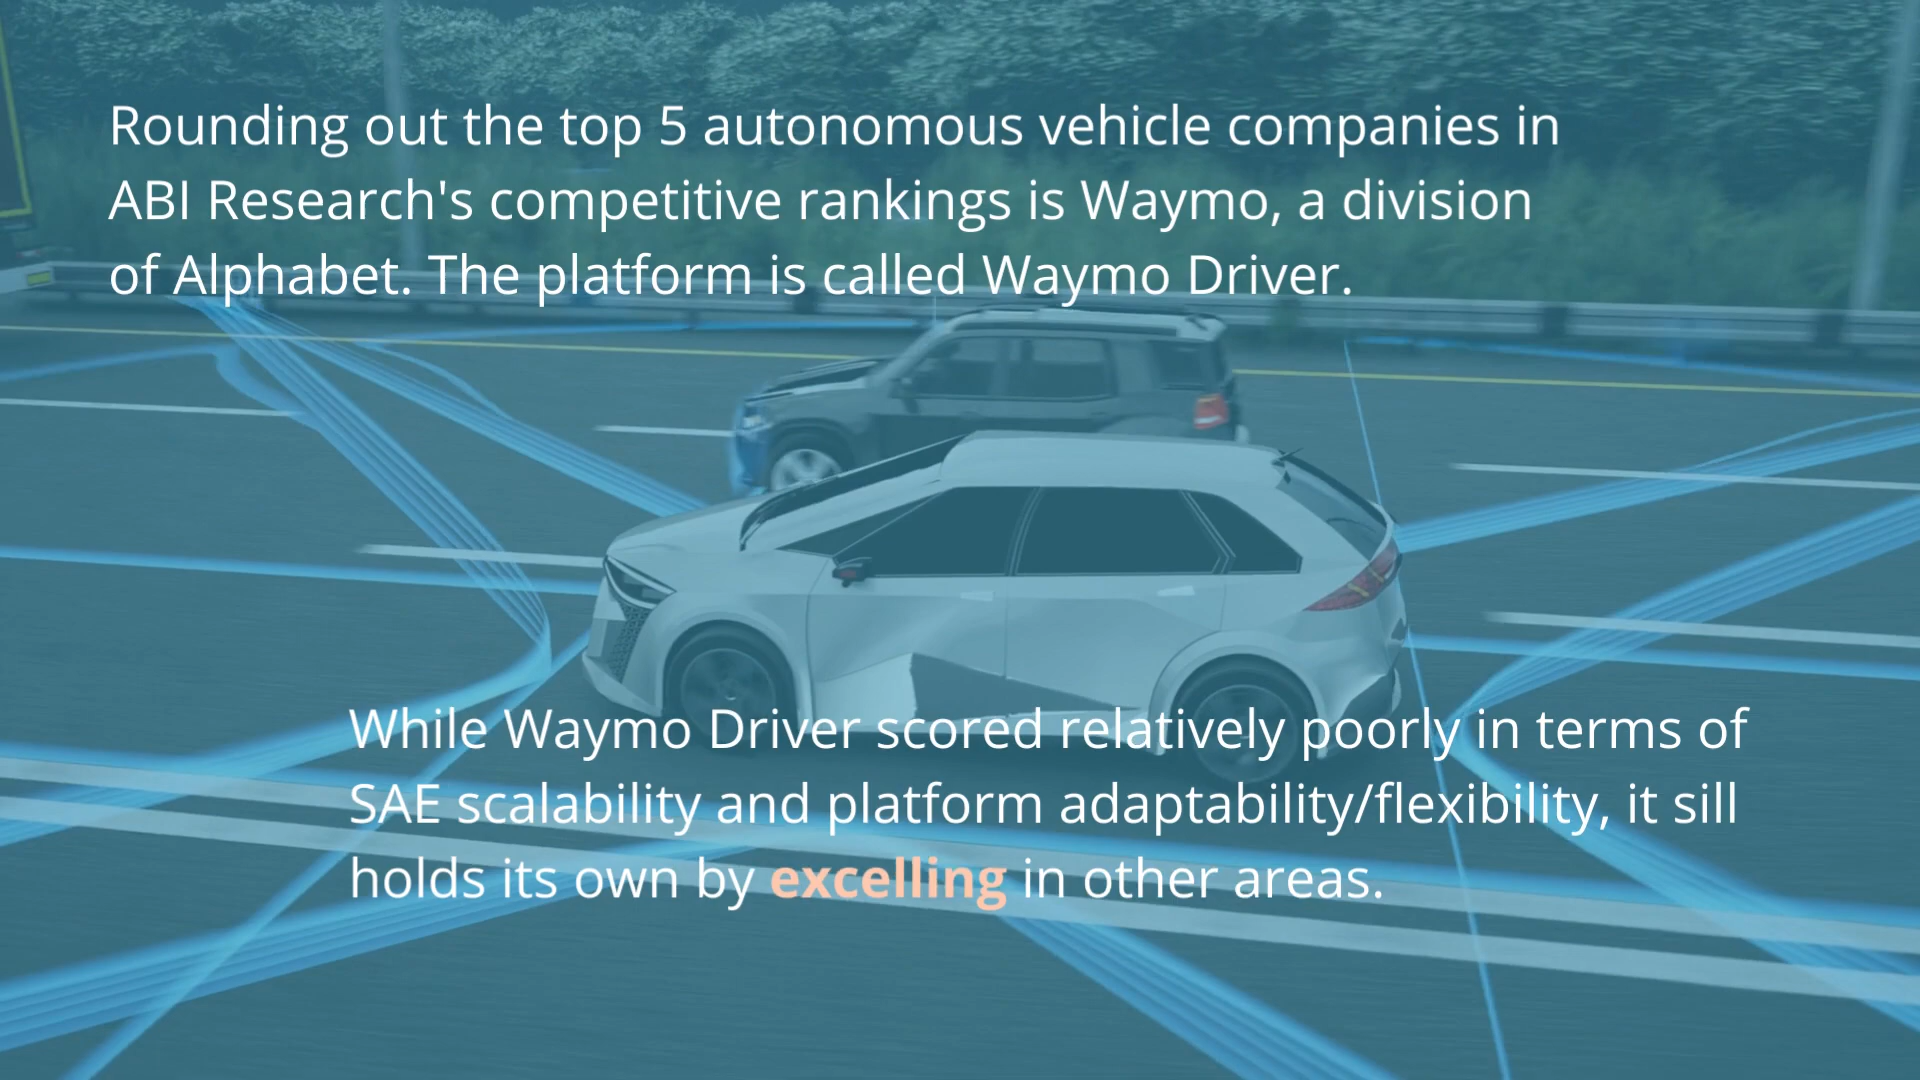 Rounding out the top 5 autonomous vehicle companies in
ABI Research's competitive rankings is Waymo, a division
of Alphabet. The platform is called Waymo Driver.
While Waymo Driver scored relatively poorly in terms of
SAE scalability and platform adaptability/flexibility, it sill
holds its own by excelling in other areas.